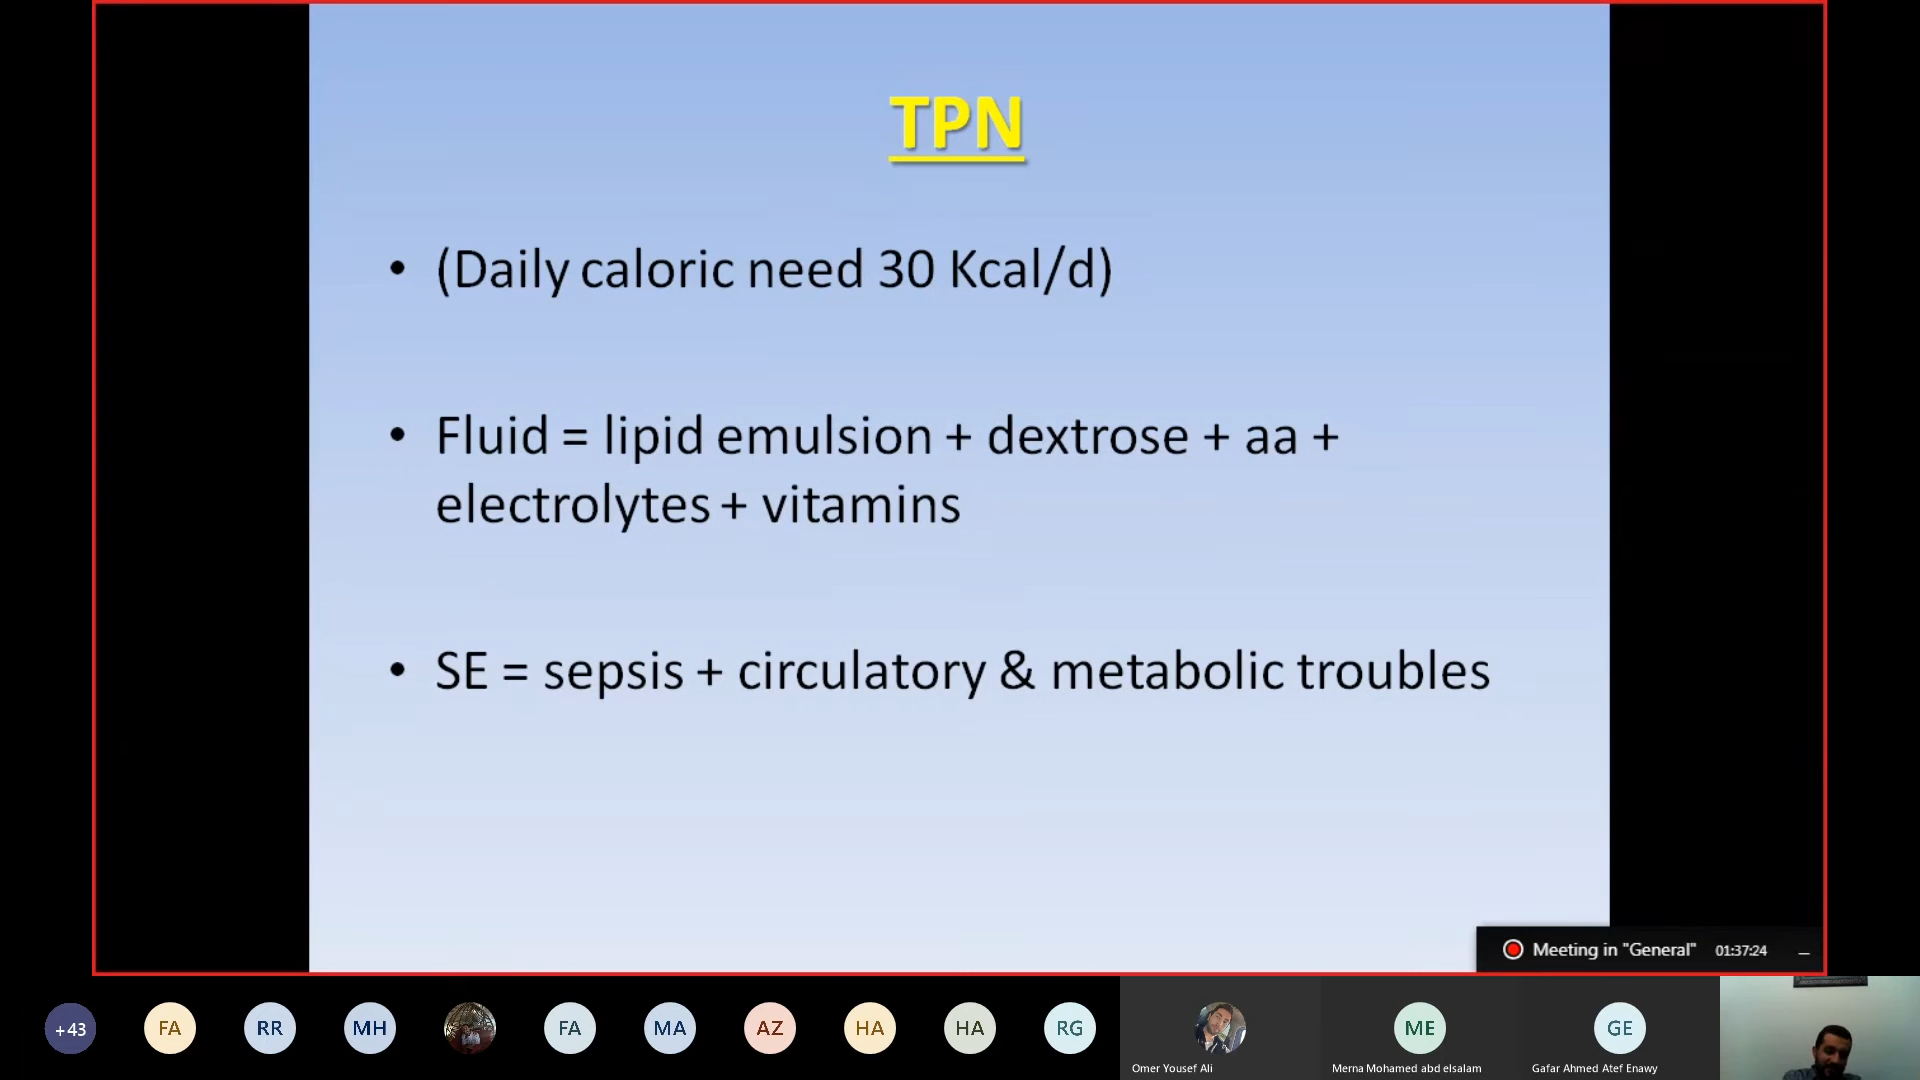 TPN
• (Daily caloric need 30 Kcal/d)
• Fluid = lipid emulsion + dextrose + aa +
electrolytes + vitamins
• SE = sepsis + circulatory & metabolic troubles
Meeting in "General" 01:37:24
+43 FA RR MH FA MA AZ HA HA RG ME GE
Omer Yousef Ali Merna Mohamed abd elsalam Gafar Ahmed Atef Enawy